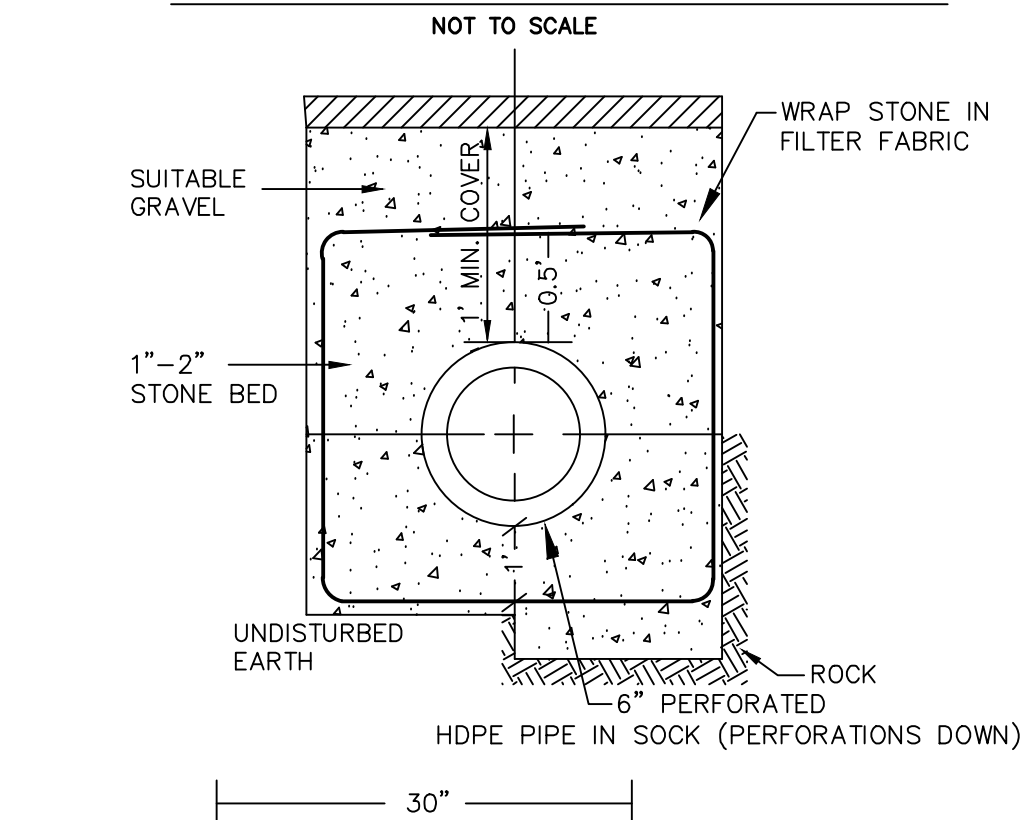 NOT TO SCALE
WRAP STONE IN
FILTER FABRIC
SUITABLE
GRAVEL
1' MIN. COVER
0.5'
1"-2"
STONE BED
1'
UNDISTURBED
EARTH
ROCK
6" PERFORATED
HDPE PIPE IN SOCK (PERFORATIONS DOWN)
30"